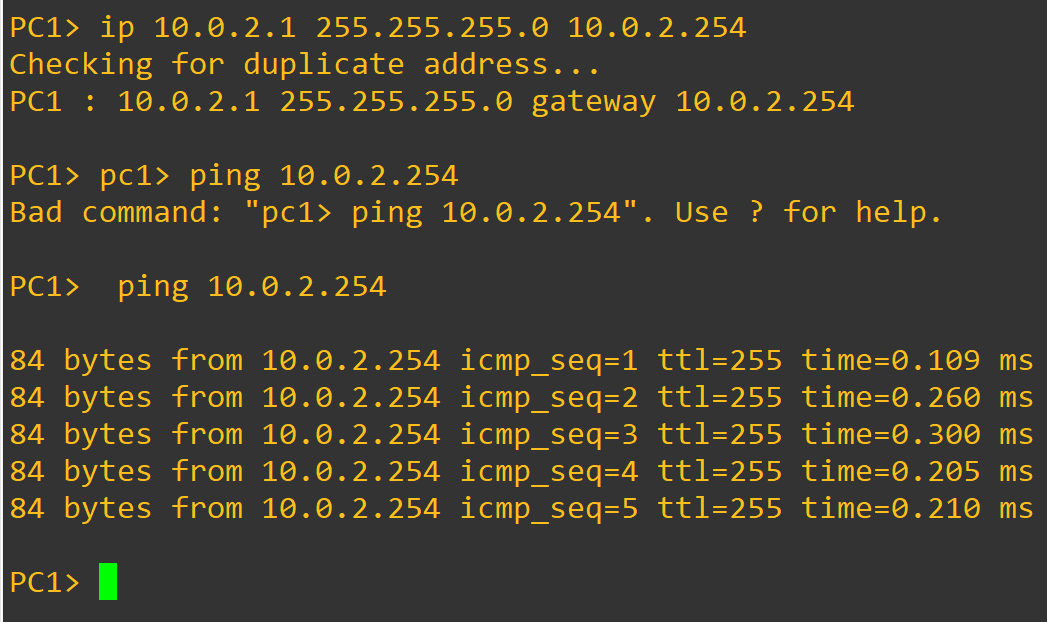 PC1> ip 10.0.2.1 255.255.255.0 10.0.2.254
Checking for duplicate address...
PC1 : 10.0.2.1 255.255.255.0 gateway 10.0.2.254
PC1> pc1> ping 10.0.2.254
Bad command: "pc1> ping 10.0.2.254". Use ? for help.
PC1>  ping 10.0.2.254
84 bytes from 10.0.2.254 icmp_seq=1 ttl=255 time=0.109 ms
84 bytes from 10.0.2.254 icmp_seq=2 ttl=255 time=0.260 ms
84 bytes from 10.0.2.254 icmp_seq=3 ttl=255 time=0.300 ms
84 bytes from 10.0.2.254 icmp_seq=4 ttl=255 time=0.205 ms
84 bytes from 10.0.2.254 icmp_seq=5 ttl=255 time=0.210 ms
PC1>